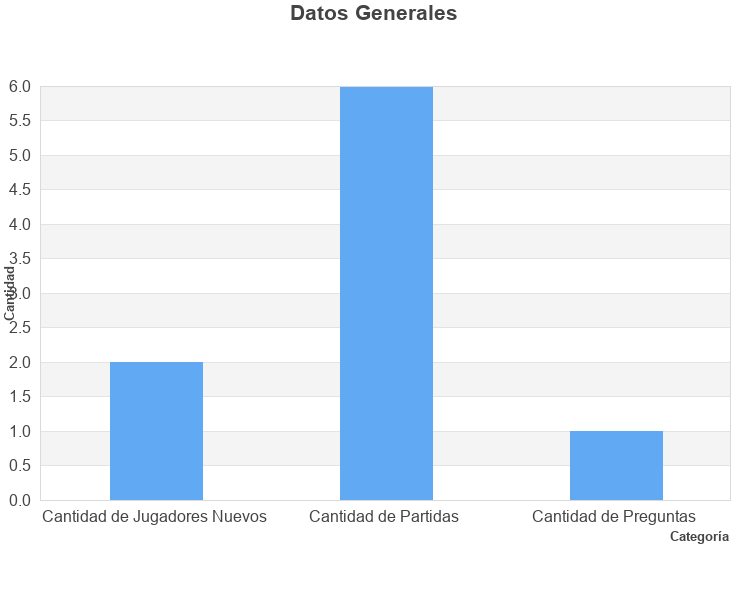 Datos Generales
6.0
5.5
5.0
4.5
4.0
3.5
3.0
2.5
2.0
1.5
1.0
0.5
0.0
Cantidad
Cantidad de Jugadores Nuevos
Cantidad de Partidas
Cantidad de Preguntas
Categoría